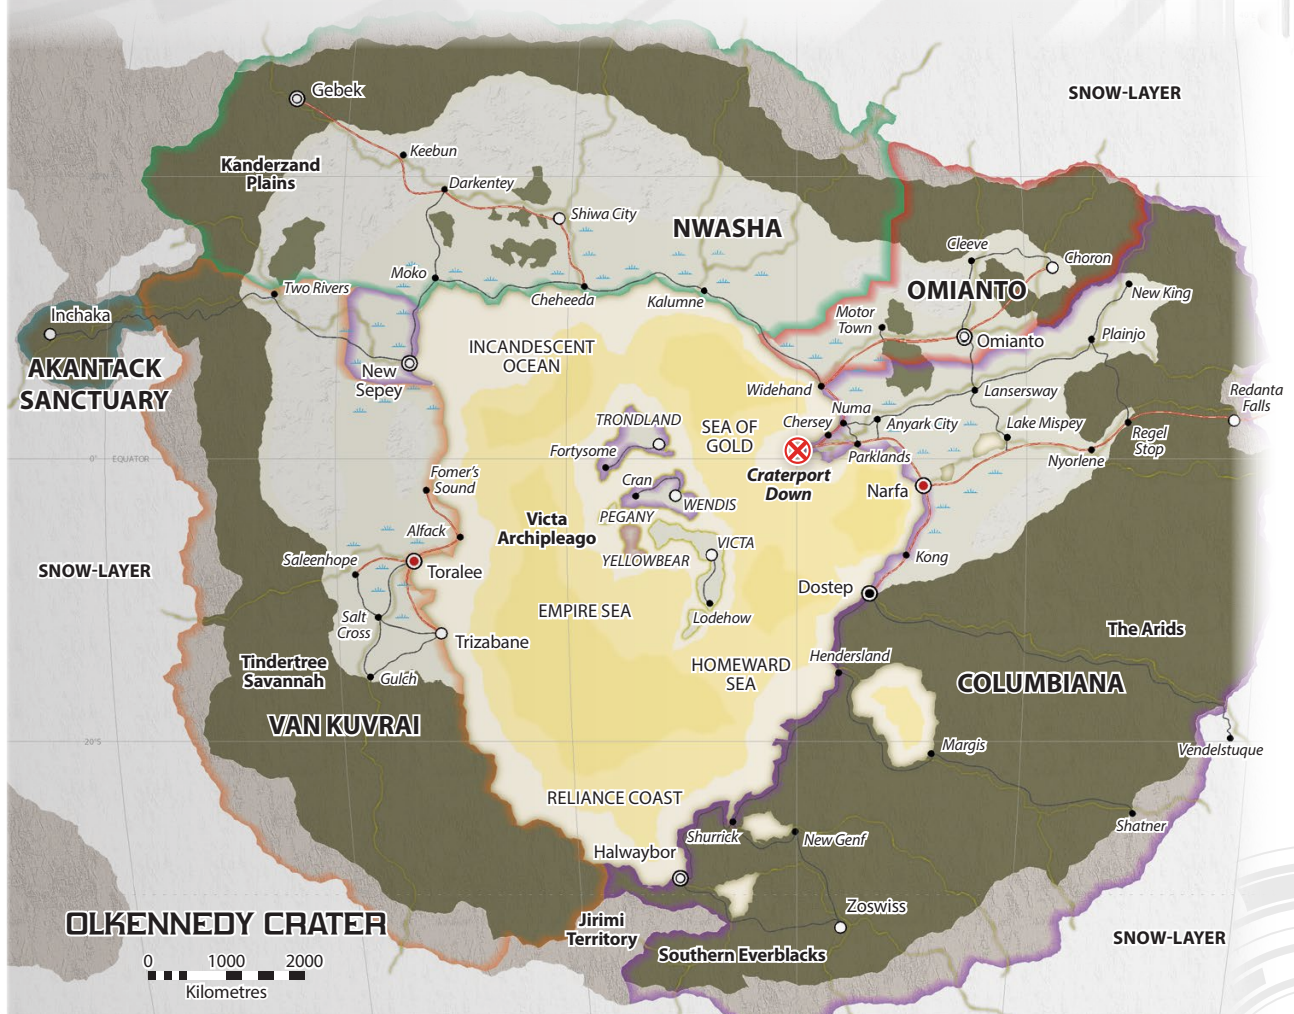 SNOW-LAYER
Gebek
Keebun
Kanderzand
Plains
Darkentey
Shiwa City
NWASHA
Cleeve
Choron
Moko
Two Rivers
Cheheeda
Kalumne
OMIANTO
New King
Inchaka
Motor
Town
Plainjo
Omianto
AKANTACK
SANCTUARY
INCANDESCENT
OCEAN
New
Sepey
Widehand
Lansersway
Redanta
Falls
TRONDLAND
SEA OF
GOLD
Numa
Chersey
Anyark City
Lake Mispey
Regel
Stop
Fortysome
Parklands
Nyorlene
0°
EQUATOR
Craterport
Down
Fomer's
Sound
Cran
WENDIS
Narfa
PEGANY
Victa
Archipleago
Alfack
VICTA
YELLOWBEAR
Saleenhope
Toralee
Kong
SNOW-LAYER
Dostep
EMPIRE SEA
Lodehow
Salt
Cross
Trizabane
The Arids
Hendersland
HOMEWARD
SEA
Tindertree
Savannah
Gulch
COLUMBIANA
VAN KUVRAI
20°S
Margis
Vendelstuque
RELIANCE COAST
Shatner
Shurrick
New Genf
Halwaybor
Zoswiss
OLKENNEDY CRATER
Jirimi
Territory
SNOW-LAYER
Southern Everblacks
0 1000 2000
Kilometres